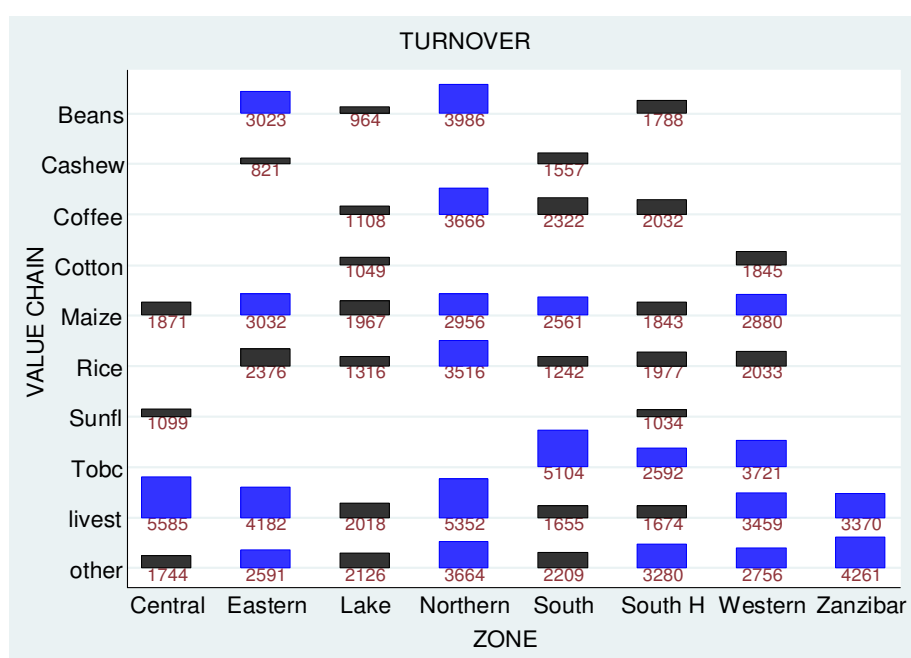 TURNOVER
Beans 3023 964 3986 1788
Cashew 821 1557
Coffee 1108 3666 2322 2032
Cotton 1049 1845
Maize 1871 3032 1967 2956 2561 1843 2880
Rice 2376 1316 3516 1242 1977 2033
Sunfl 1099 1034
Tobc 5104 2592 3721
livest 5585 4182 2018 5352 1655 1674 3459 3370
other 1744 2591 2126 3664 2209 3280 2756 4261
VALUE CHAIN
Central Eastern Lake Northern South South H Western Zanzibar
ZONE